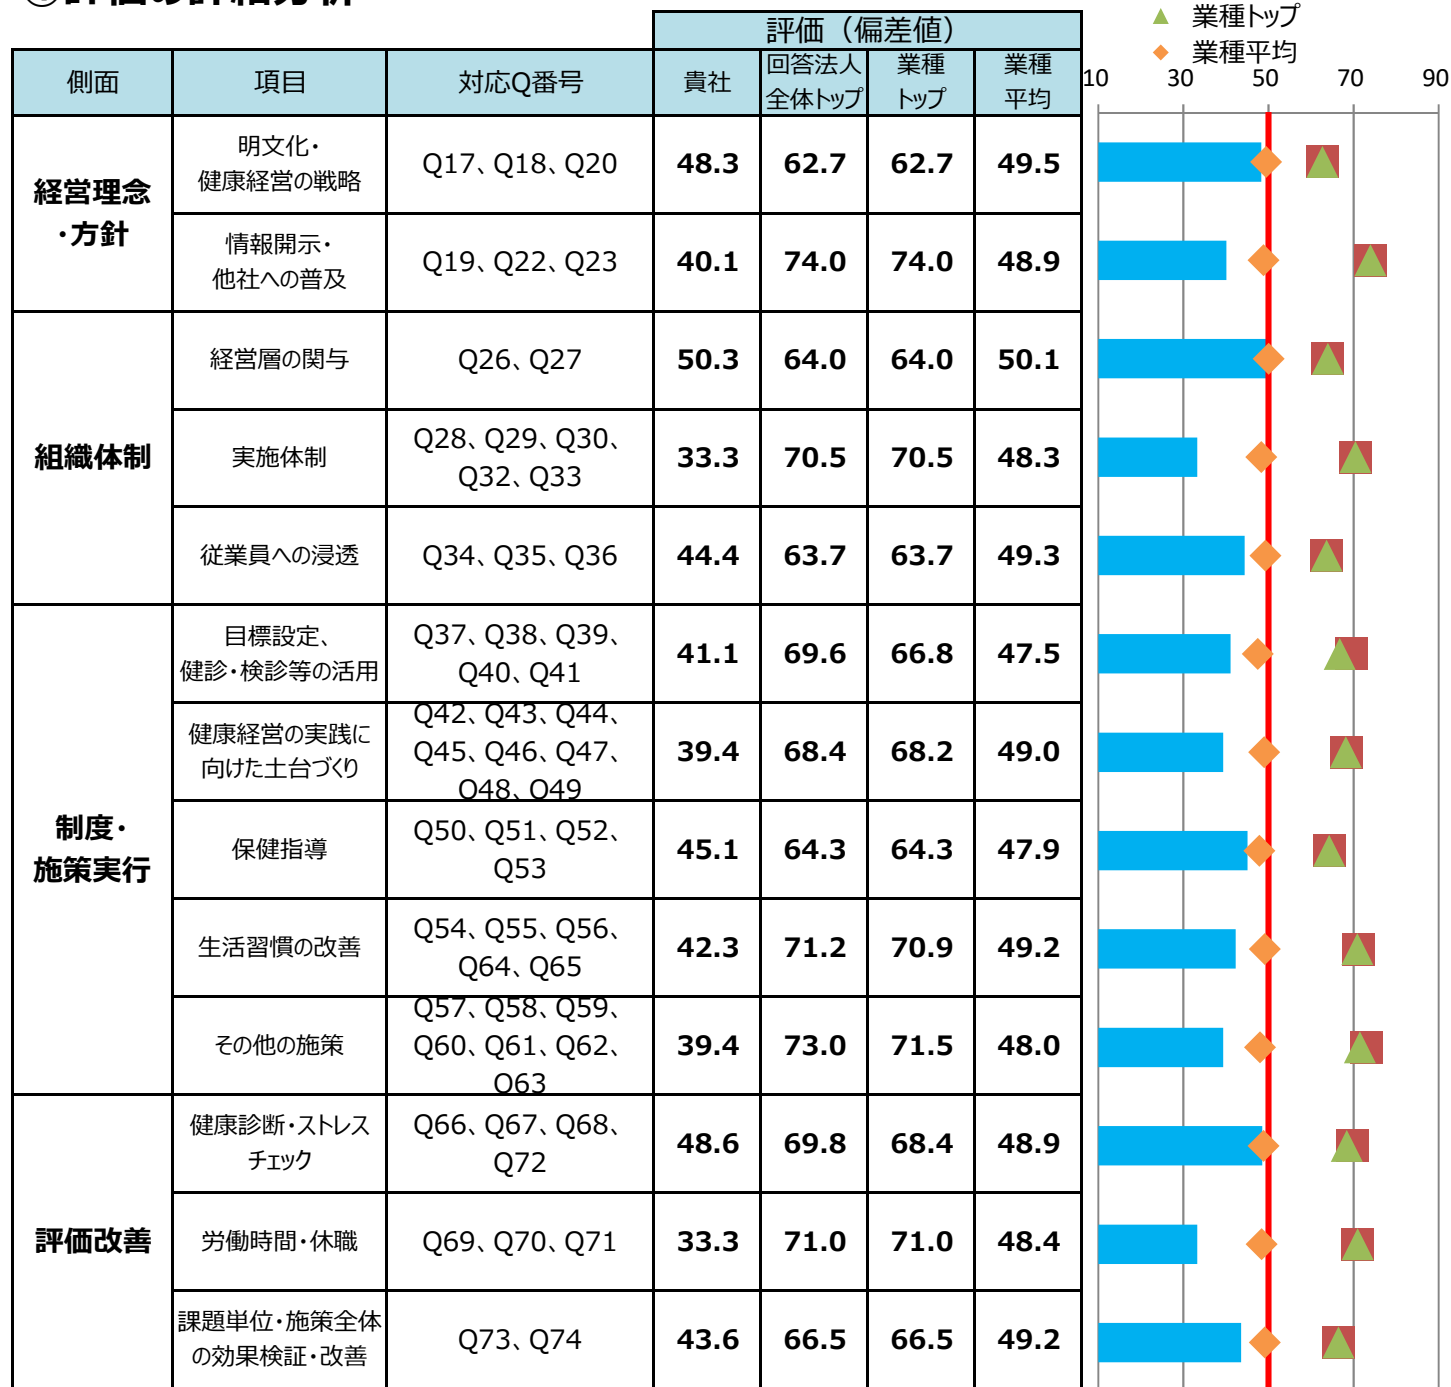 評価（偏差値）
▲ 業種トップ
◆ 業種平均
側面 項目 対応Q番号 貴社 回答法人 業種 業種
全体トップ トップ 平均
10 30 50 70 90
経営理念
・方針
明文化・
健康経営の戦略
Q17、Q18、Q20
48.3 62.7 62.7 49.5
情報開示・
他社への普及
Q19、Q22、Q23
40.1 74.0 74.0 48.9
組織体制
経営層の関与
Q26、Q27
50.3 64.0 64.0 50.1
実施体制
Q28、Q29、Q30、
Q32、Q33
33.3 70.5 70.5 48.3
従業員への浸透
Q34、Q35、Q36
44.4 63.7 63.7 49.3
制度・
施策実行
目標設定、
健診・検診等の活用
Q37、Q38、Q39、
Q40、Q41
41.1 69.6 66.8 47.5
健康経営の実践に
向けた土台づくり
Q42、Q43、Q44、
Q45、Q46、Q47、
Q48、Q49
39.4 68.4 68.2 49.0
保健指導
Q50、Q51、Q52、
Q53
45.1 64.3 64.3 47.9
生活習慣の改善
Q54、Q55、Q56、
Q64、Q65
42.3 71.2 70.9 49.2
その他の施策
Q57、Q58、Q59、
Q60、Q61、Q62、
Q63
39.4 73.0 71.5 48.0
評価改善
健康診断・ストレス
チェック
Q66、Q67、Q68、
Q72
48.6 69.8 68.4 48.9
労働時間・休職
Q69、Q70、Q71
33.3 71.0 71.0 48.4
課題単位・施策全体
の効果検証・改善
Q73、Q74
43.6 66.5 66.5 49.2